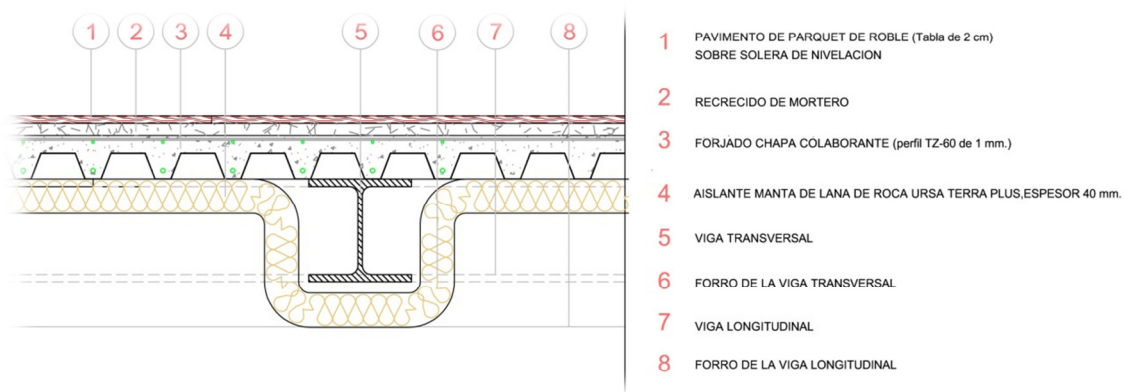 1 2 3 4 5 6 7 8
1 PAVIMENTO DE PARQUET DE ROBLE (Tabla de 2 cm)
SOBRE SOLERA DE NIVELACION
2 RECRECIDO DE MORTERO
3 FORJADO CHAPA COLABORANTE (perfil TZ-60 de 1 mm.)
4 AISLANTE MANTA DE LANA DE ROCA URSA TERRA PLUS,ESPESOR 40 mm.
5 VIGA TRANSVERSAL
6 FORRO DE LA VIGA TRANSVERSAL
7 VIGA LONGITUDINAL
8 FORRO DE LA VIGA LONGITUDINAL